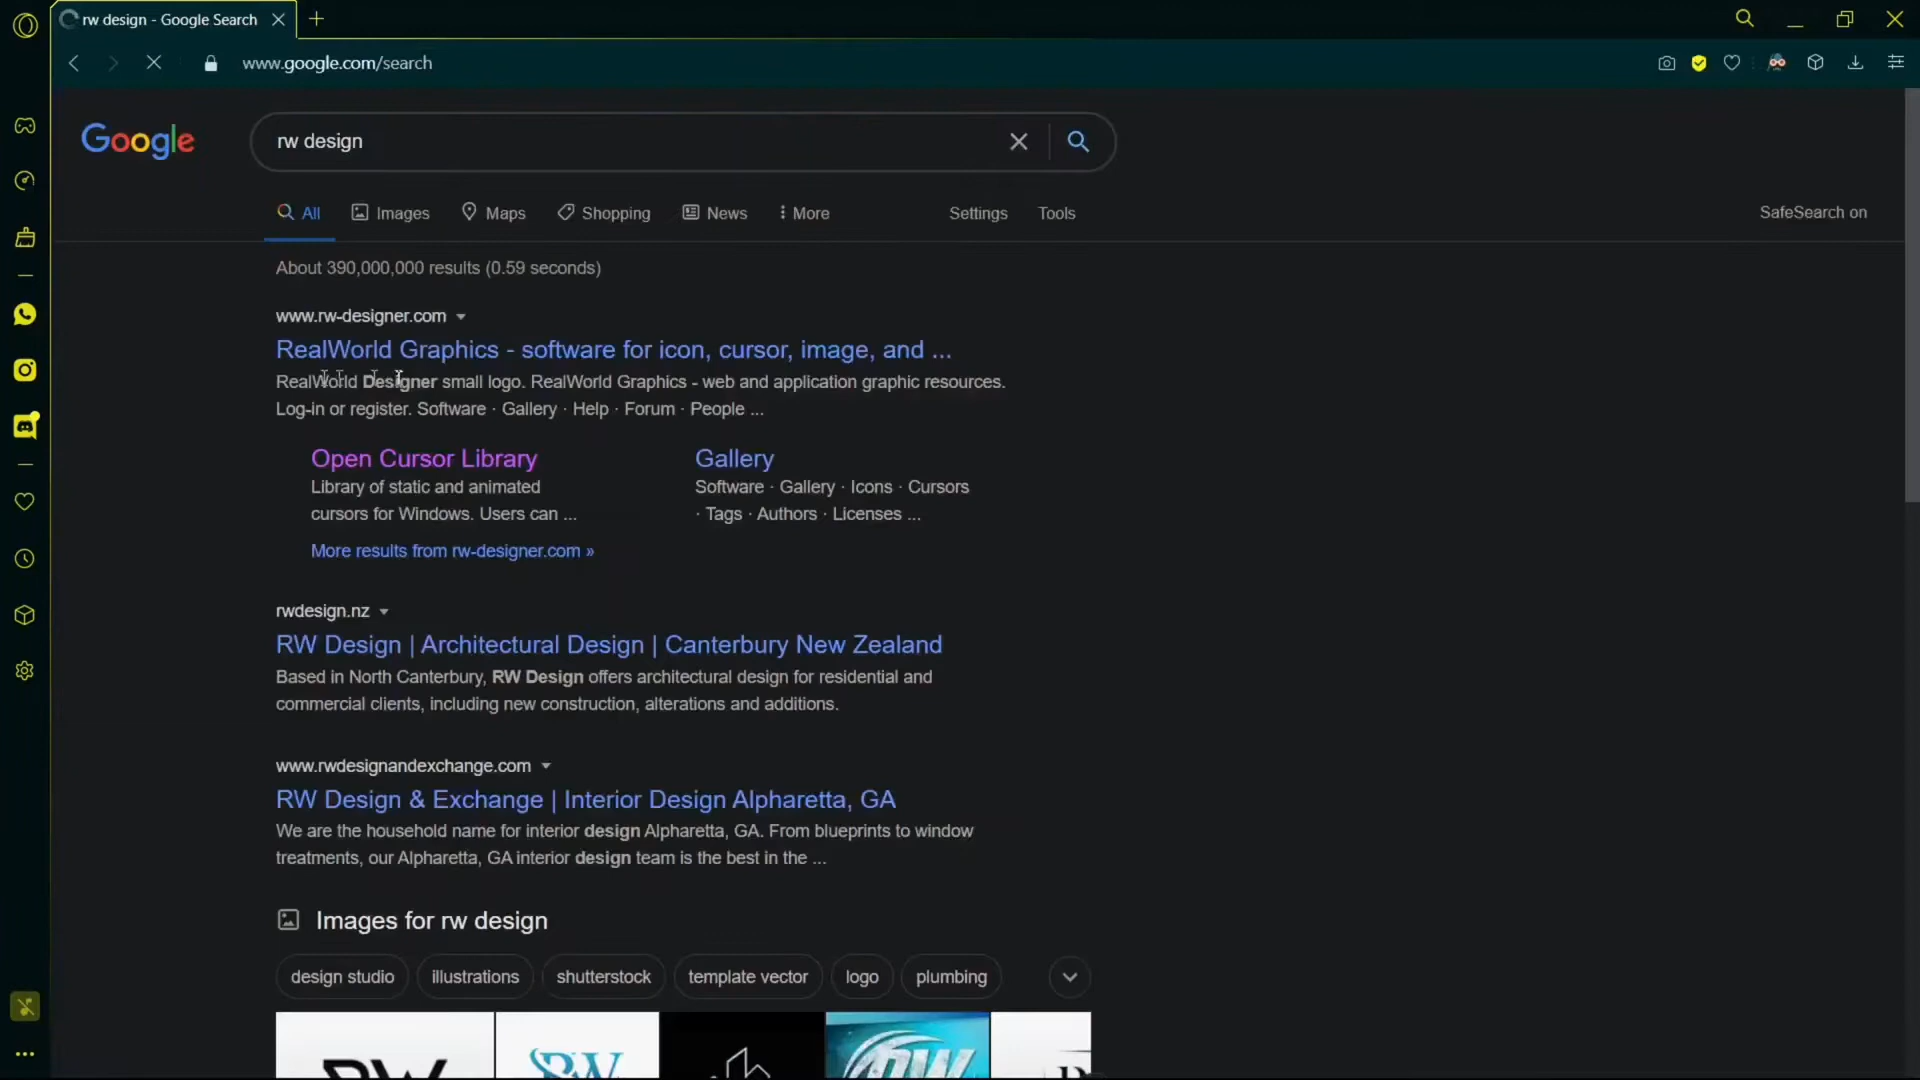 rw design - Google Search
www.google.com/search
Google
rw design
All
Images
Maps
Shopping
News
More
Settings
Tools
SafeSearch on
About 390,000,000 results (0.59 seconds)
www.rw-designer.com
RealWorld Graphics - software for icon, cursor, image, and ...
RealWorld Designer small logo. RealWorld Graphics - web and application graphic resources.
Log-in or register. Software · Gallery · Help · Forum · People ...
Open Cursor Library
Library of static and animated
cursors for Windows. Users can ...
Gallery
Software · Gallery · Icons · Cursors
· Tags · Authors · Licenses ...
More results from rw-designer.com »
rwdesign.nz
RW Design | Architectural Design | Canterbury New Zealand
Based in North Canterbury, RW Design offers architectural design for residential and
commercial clients, including new construction, alterations and additions.
www.rwdesignandexchange.com
RW Design & Exchange | Interior Design Alpharetta, GA
We are the household name for interior design Alpharetta, GA. From blueprints to window
treatments, our Alpharetta, GA interior design team is the best in the ...
Images for rw design
design studio
illustrations
shutterstock
template vector
logo
plumbing
RW
RW
RW